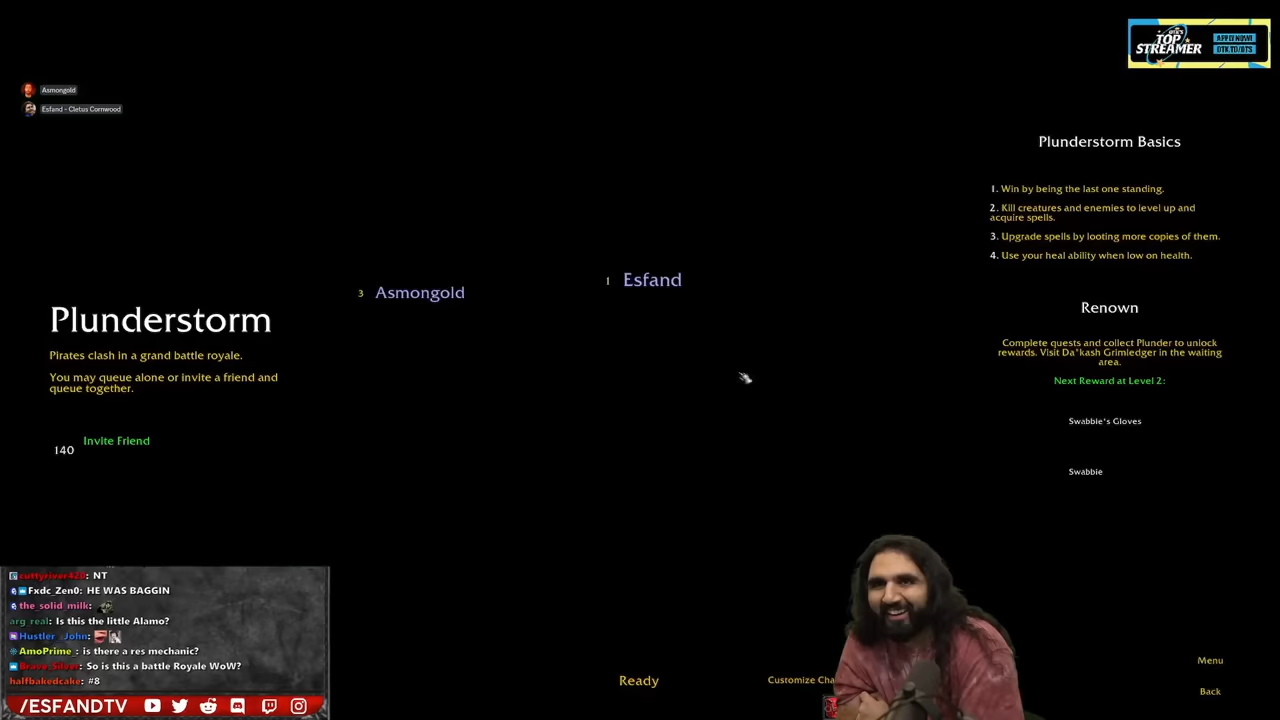 TOP
STREAMER
APPLY NOW!
Asmongold
Esfand - Cletus Cornwood
Plunderstorm Basics
1. Win by being the last one standing.
2. Kill creatures and enemies to level up and
acquire spells.
3. Upgrade spells by looting more copies of them.
4. Use your heal ability when low on health.
1 Esfand
3 Asmongold
Plunderstorm
Pirates clash in a grand battle royale.
You may queue alone or invite a friend and
queue together.
Invite Friend
140
Renown
Complete quests and collect Plunder to unlock
rewards. Visit Da'kash Grimledger in the waiting
area.
Next Reward at Level 2:
Swabbie's Gloves
Swabbie
cuttyriver420: NT
Fxdc_Zen0: HE WAS BAGGIN
the_solid_milk:
arg_real: Is this the little Alamo?
Hustler_John:
AmoPrime : is there a res mechanic?
Bravo_Silver: So is this a battle Royale WoW?
halfbakedcake: #8
/ESFANDTV
Ready
Customize Cha
Menu
Back